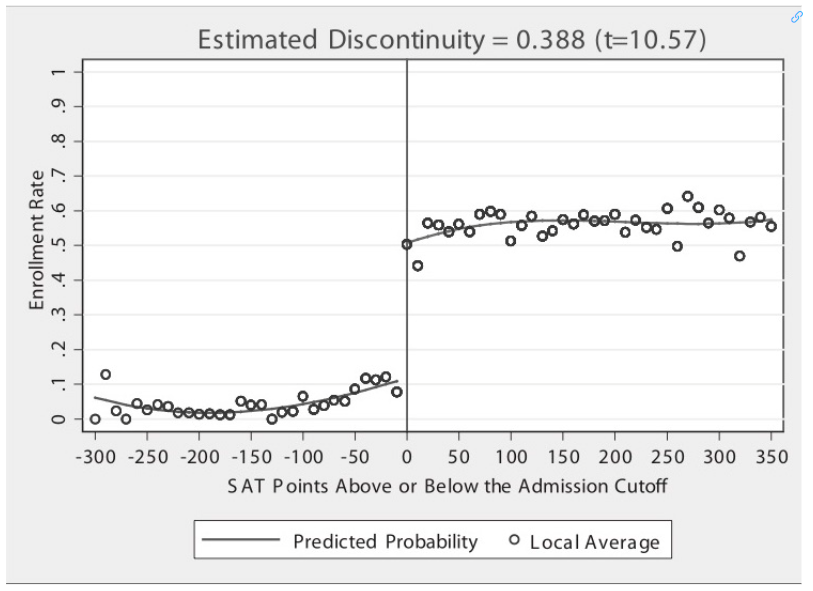 Estimated Discontinuity = 0.388 (t=10.57)
Enrollment Rate
1
.9
.8
.7
.6
.5
.4
.3
.2
.1
0
-300 -250 -200 -150 -100 -50 0 50 100 150 200 250 300 350
SAT Points Above or Below the Admission Cutoff
Predicted Probability Local Average